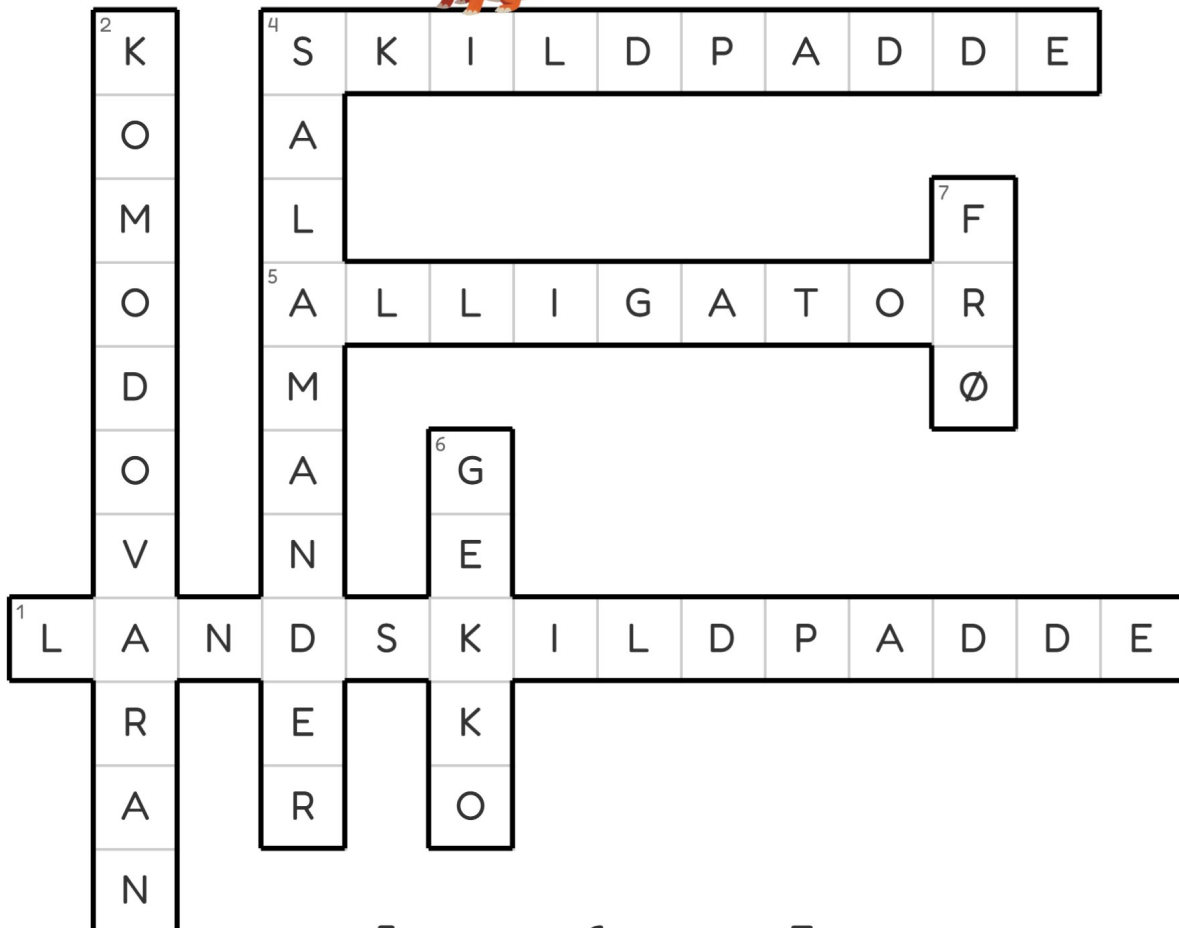 2 K 4 S K I L D P A D D E
O A
M L 7 F
O 5 A L L I G A T O R
D M Ø
O A 6 G
V N E
1 L A N D S K I L D P A D D E
R E K
A R O
N